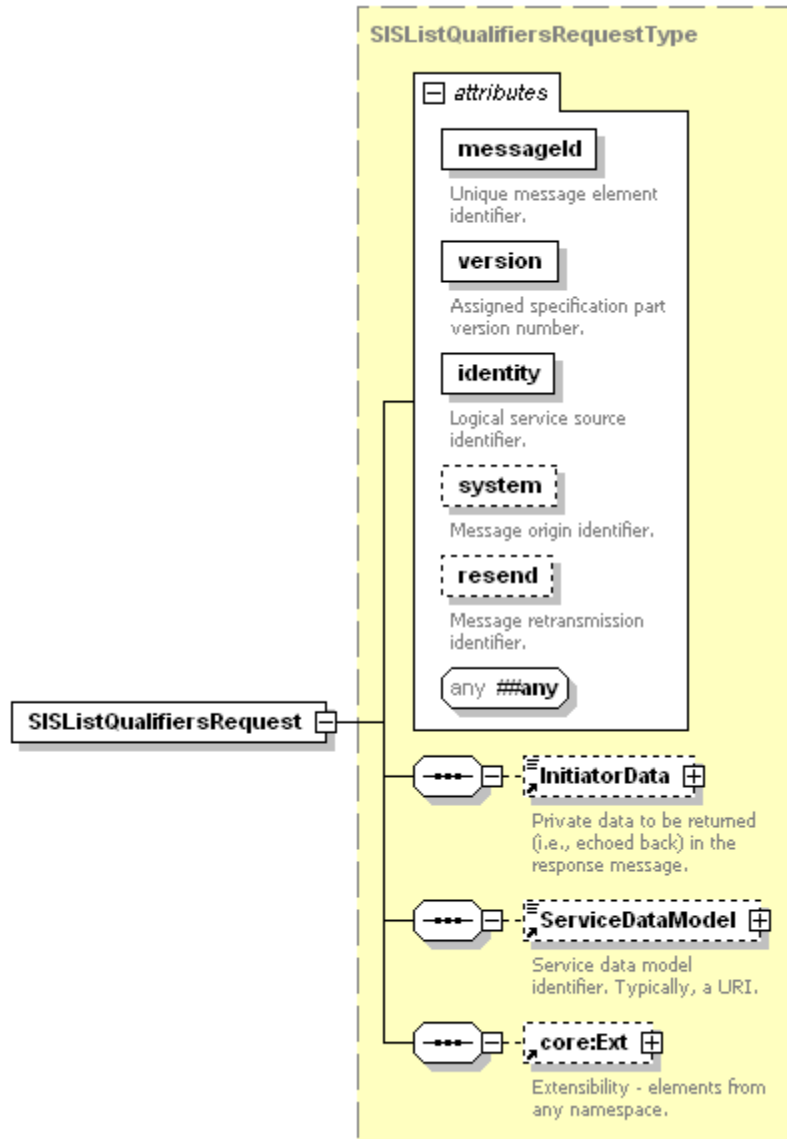 SISListQualifiersRequestType
attributes
messageId
Unique message element
identifier.
version
Assigned specification part
version number.
identity
Logical service source
identifier.
system
Message origin identifier.
resend
Message retransmission
identifier.
any ##any
SISListQualifiersRequest
InitiatorData
Private data to be returned
(i.e., echoed back) in the
response message.
ServiceDataModel
Service data model
identifier. Typically, a URI.
core:Ext
Extensibility - elements from
any namespace.